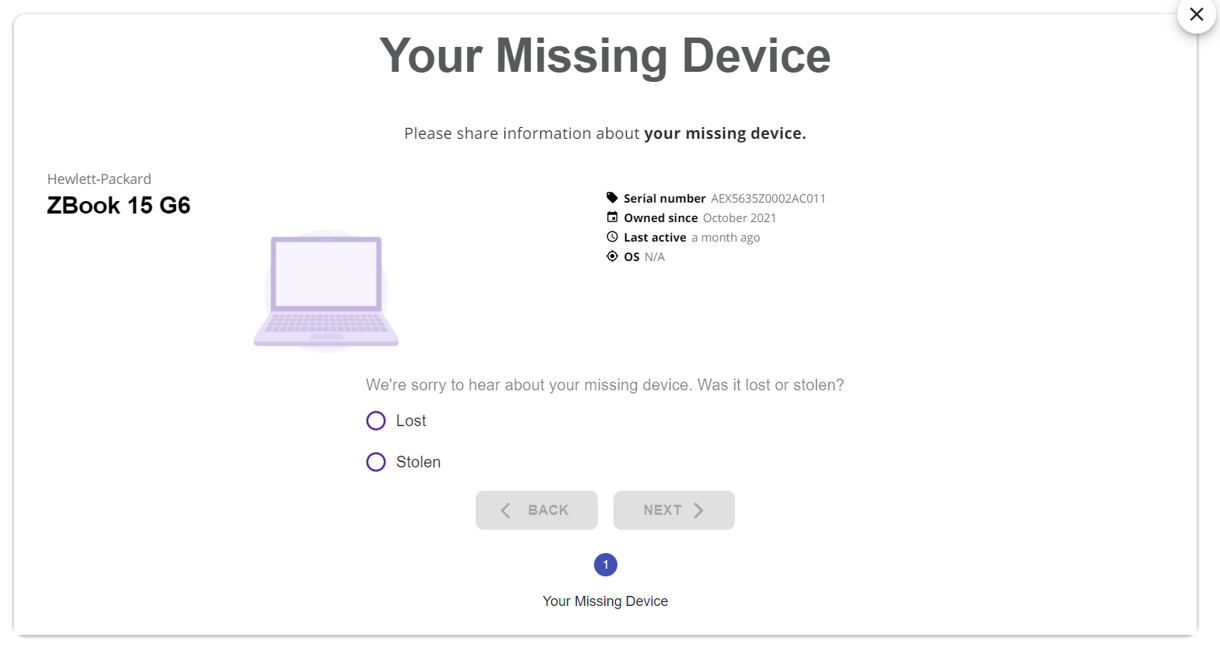 Your Missing Device
Please share information about your missing device.
Hewlett-Packard
ZBook 15 G6
Serial number AEX5635Z0002AC011
Owned since October 2021
Last active a month ago
OS N/A
We're sorry to hear about your missing device. Was it lost or stolen?
Lost
Stolen
BACK
NEXT
1
Your Missing Device